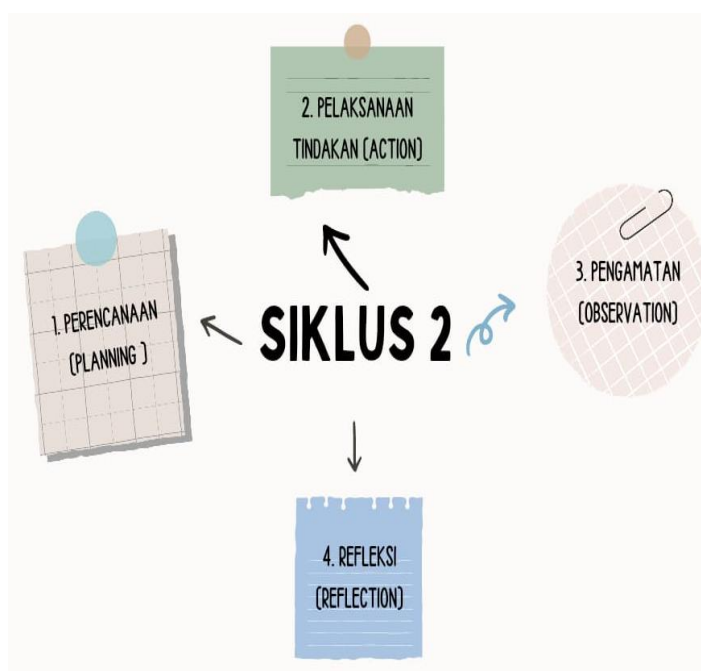 2. PELAKSANAAN
TINDAKAN (ACTION)
1. PERENCANAAN
(PLANNING )
SIKLUS 2
3. PENGAMATAN
(OBSERVATION)
4. REFLEKSI
(REFLECTION)